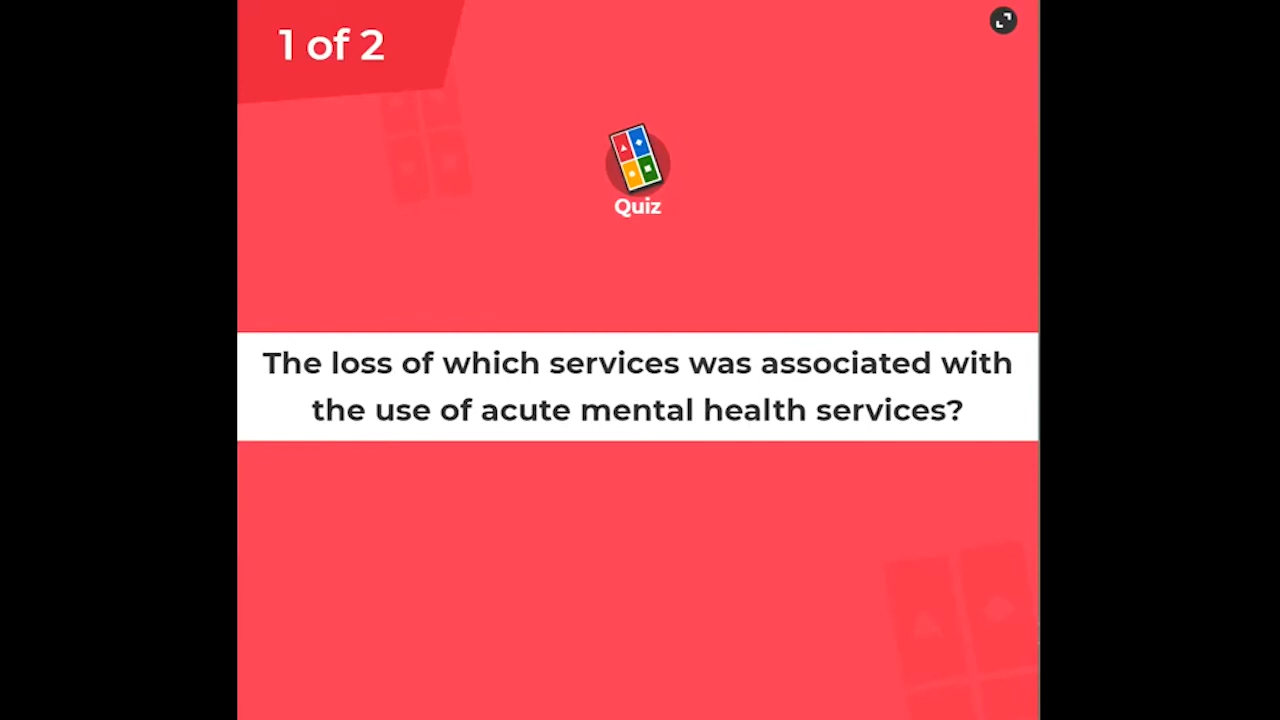 1 of 2
Quiz
The loss of which services was associated with
the use of acute mental health services?